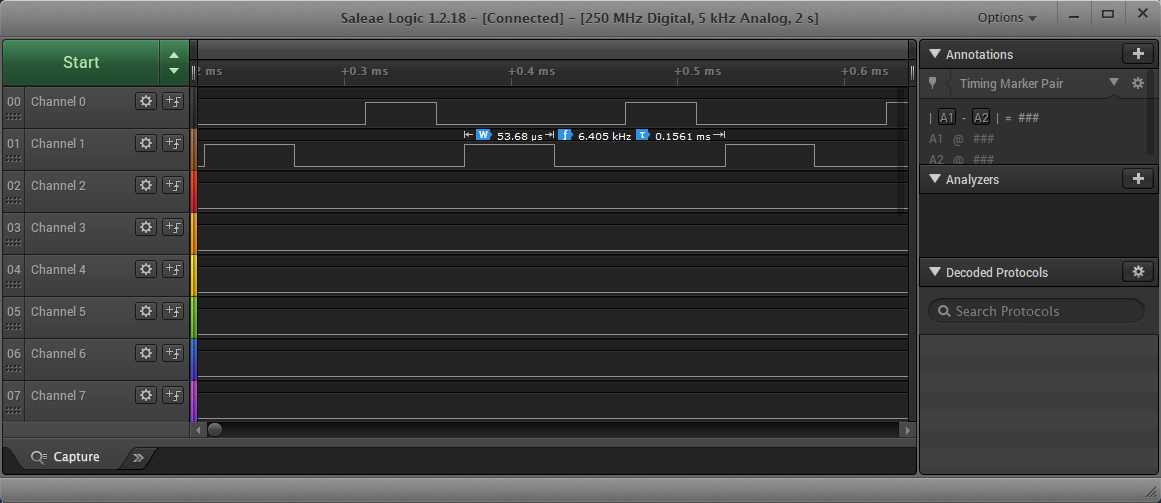 Saleae Logic 1.2.18 - [Connected] - [250 MHz Digital, 5 kHz Analog, 2 s]
Options
Start
2 ms +0.3 ms +0.4 ms +0.5 ms +0.6 ms
00 Channel 0
W 53.68 µs f 6.405 kHz T 0.1561 ms
01 Channel 1
02 Channel 2
03 Channel 3
04 Channel 4
05 Channel 5
06 Channel 6
07 Channel 7
Capture
Annotations
Timing Marker Pair
| A1 - A2 | = ###
A1 @ ###
A2 @ ###
Analyzers
Decoded Protocols
Search Protocols